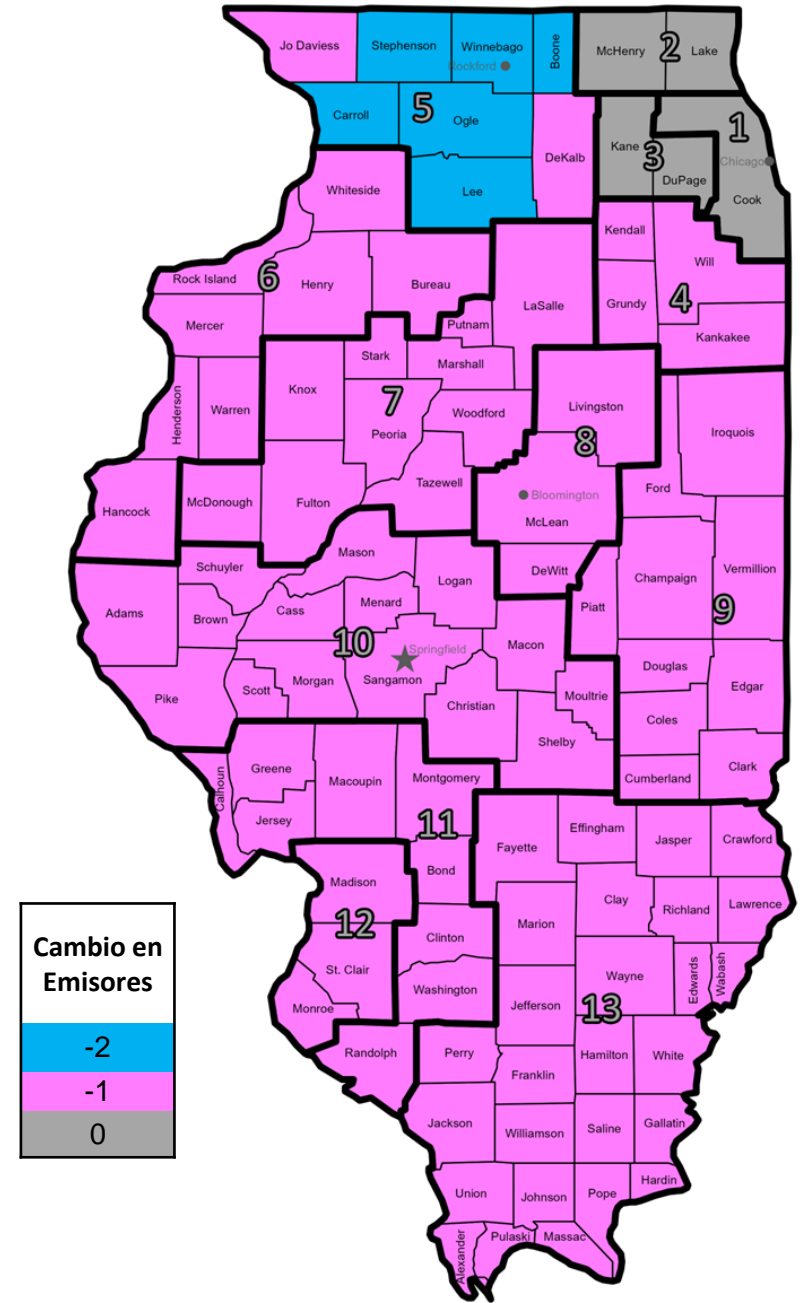 Jo Daviess
Stephenson
Winnebago
Boone
McHenry
Lake
2
Rockford
Carroll
5
Ogle
Lee
DeKalb
Kane
3
DuPage
1
Chicago
Cook
Whiteside
Rock Island
6
Henry
Bureau
Mercer
Henderson
Warren
Hancock
LaSalle
Kendall
Will
Grundy
4
Kankakee
Putnam
Stark
Marshall
Knox
7
Peoria
Woodford
Tazewell
McDonough
Fulton
Livingston
8
Bloomington
McLean
DeWitt
Iroquois
Ford
Champaign
Vermillion
Piatt
9
Douglas
Edgar
Coles
Cumberland
Clark
Mason
Schuyler
Logan
Adams
Brown
Cass
Menard
10
Springfield
Macon
Pike
Scott
Morgan
Sangamon
Christian
Moultrie
Shelby
Calhoun
Greene
Macoupin
Montgomery
Jersey
11
Bond
Clinton
Washington
Madison
12
St. Clair
Monroe
Randolph
Fayette
Effingham
Jasper
Crawford
Clay
Richland
Lawrence
Marion
Wayne
Edwards
Wabash
Jefferson
13
Hamilton
White
Perry
Franklin
Jackson
Williamson
Saline
Gallatin
Union
Johnson
Pope
Hardin
Alexander
Pulaski
Massac
Cambio en
Emisores
-2
-1
0